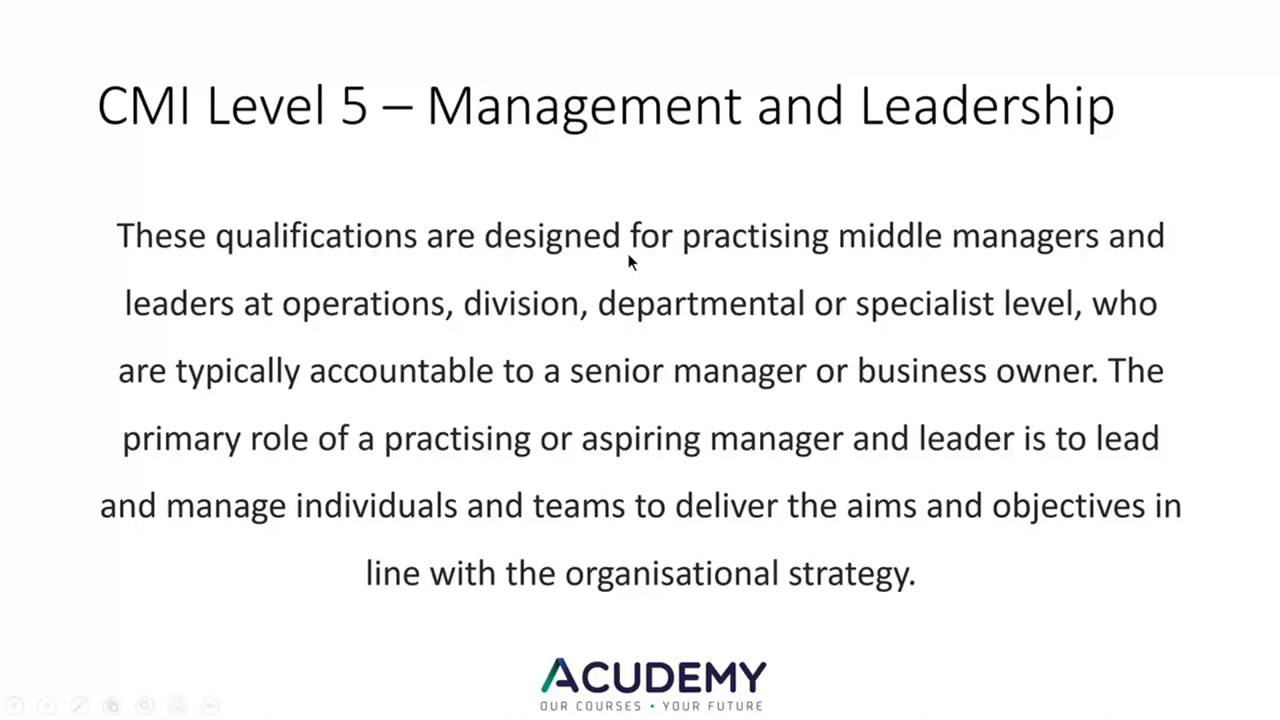 CMI Level 5 – Management and Leadership
These qualifications are designed for practising middle managers and
leaders at operations, division, departmental or specialist level, who
are typically accountable to a senior manager or business owner. The
primary role of a practising or aspiring manager and leader is to lead
and manage individuals and teams to deliver the aims and objectives in
line with the organisational strategy.
ACUDEMY
OUR COURSES • YOUR FUTURE